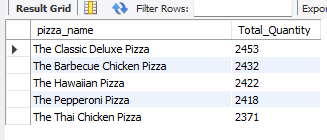 Result Grid Filter Rows: Export
pizza_name Total_Quantity
The Classic Deluxe Pizza 2453
The Barbecue Chicken Pizza 2432
The Hawaiian Pizza 2422
The Pepperoni Pizza 2418
The Thai Chicken Pizza 2371